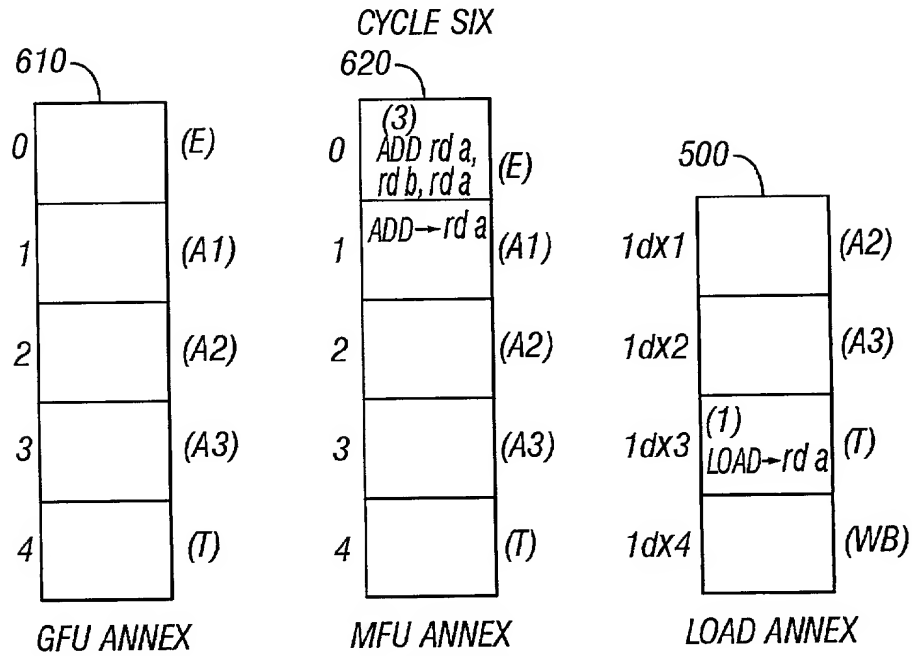 CYCLE SIX
610
0 (E)
1 (A1)
2 (A2)
3 (A3)
4 (T)
GFU ANNEX
620
(3)
0 ADD rd a, (E)
rd b, rd a
1 ADD→rd a (A1)
2 (A2)
3 (A3)
4 (T)
MFU ANNEX
500
1dX1 (A2)
1dX2 (A3)
(1)
1dX3 LOAD→rd a (T)
1dX4 (WB)
LOAD ANNEX